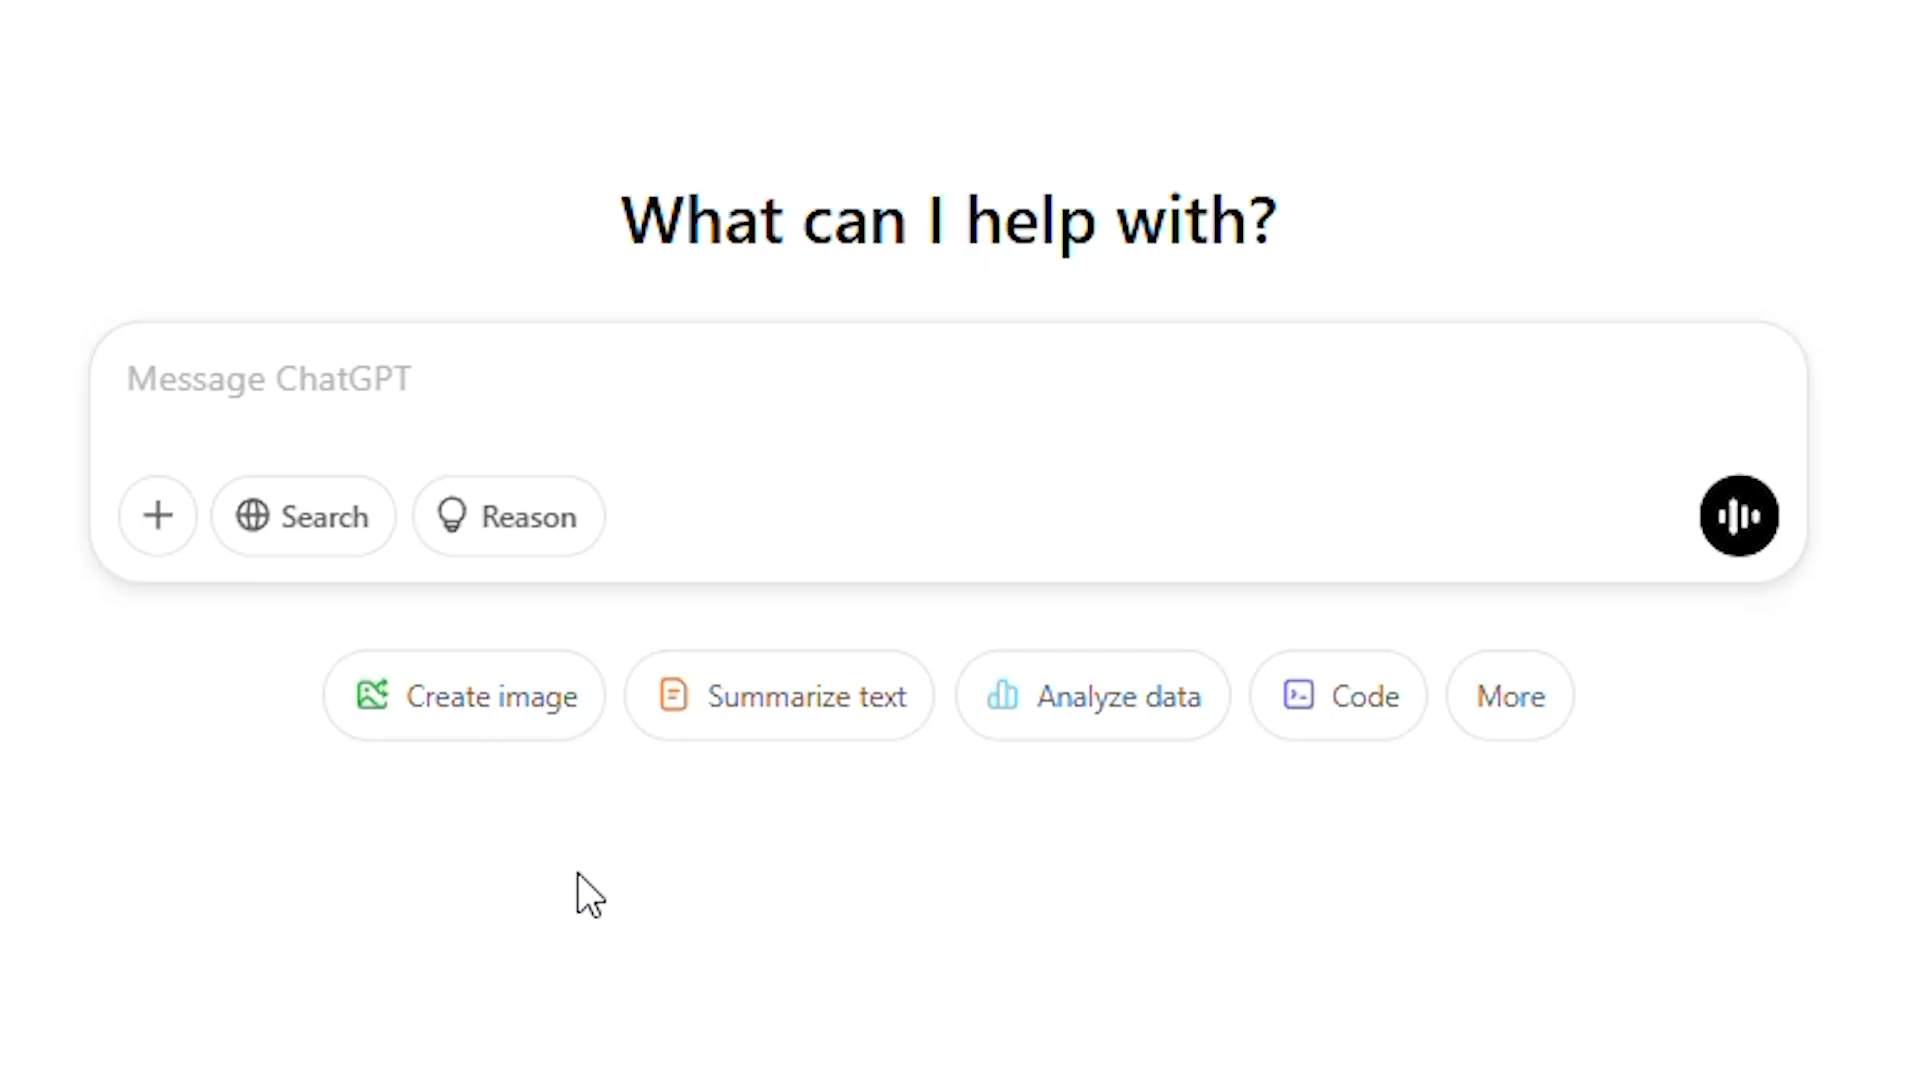 What can I help with?
Message ChatGPT
Search Reason
Create image Summarize text Analyze data Code More